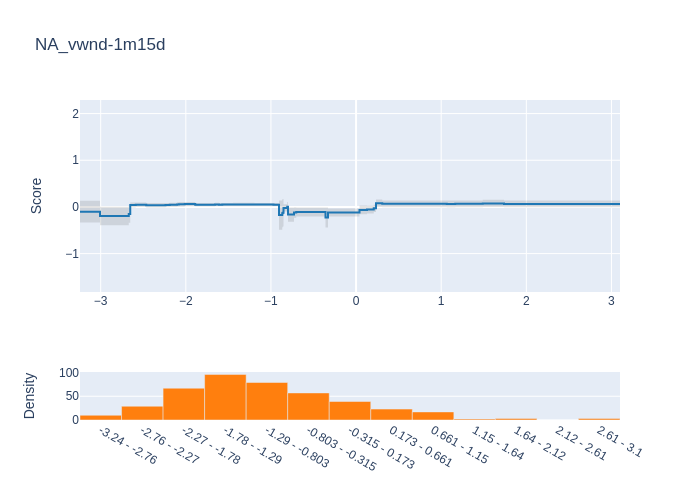 NA_vwnd-1m15d
Score
2
1
0
−1
−3
−2
−1
0
1
2
3
Density
100
50
0
-3.24 - -2.76
-2.76 - -2.27
-2.27 - -1.78
-1.78 - -1.29
-1.29 - -0.803
-0.803 - -0.315
-0.315 - 0.173
0.173 - 0.661
0.661 - 1.15
1.15 - 1.64
1.64 - 2.12
2.12 - 2.61
2.61 - 3.1